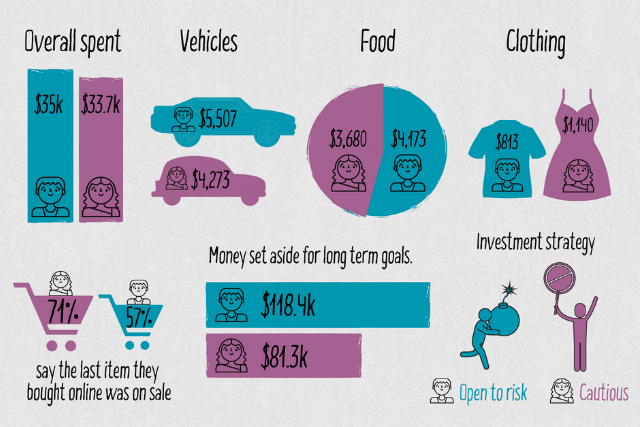 Overall spent
Vehicles
Food
Clothing
$35k
$33.7k
$5,507
$4,273
$3,680
$4,173
$813
$1,140
71%
57%
say the last item they
bought online was on sale
Money set aside for long term goals.
$118.4k
$81.3k
Investment strategy
Open to risk
Cautious